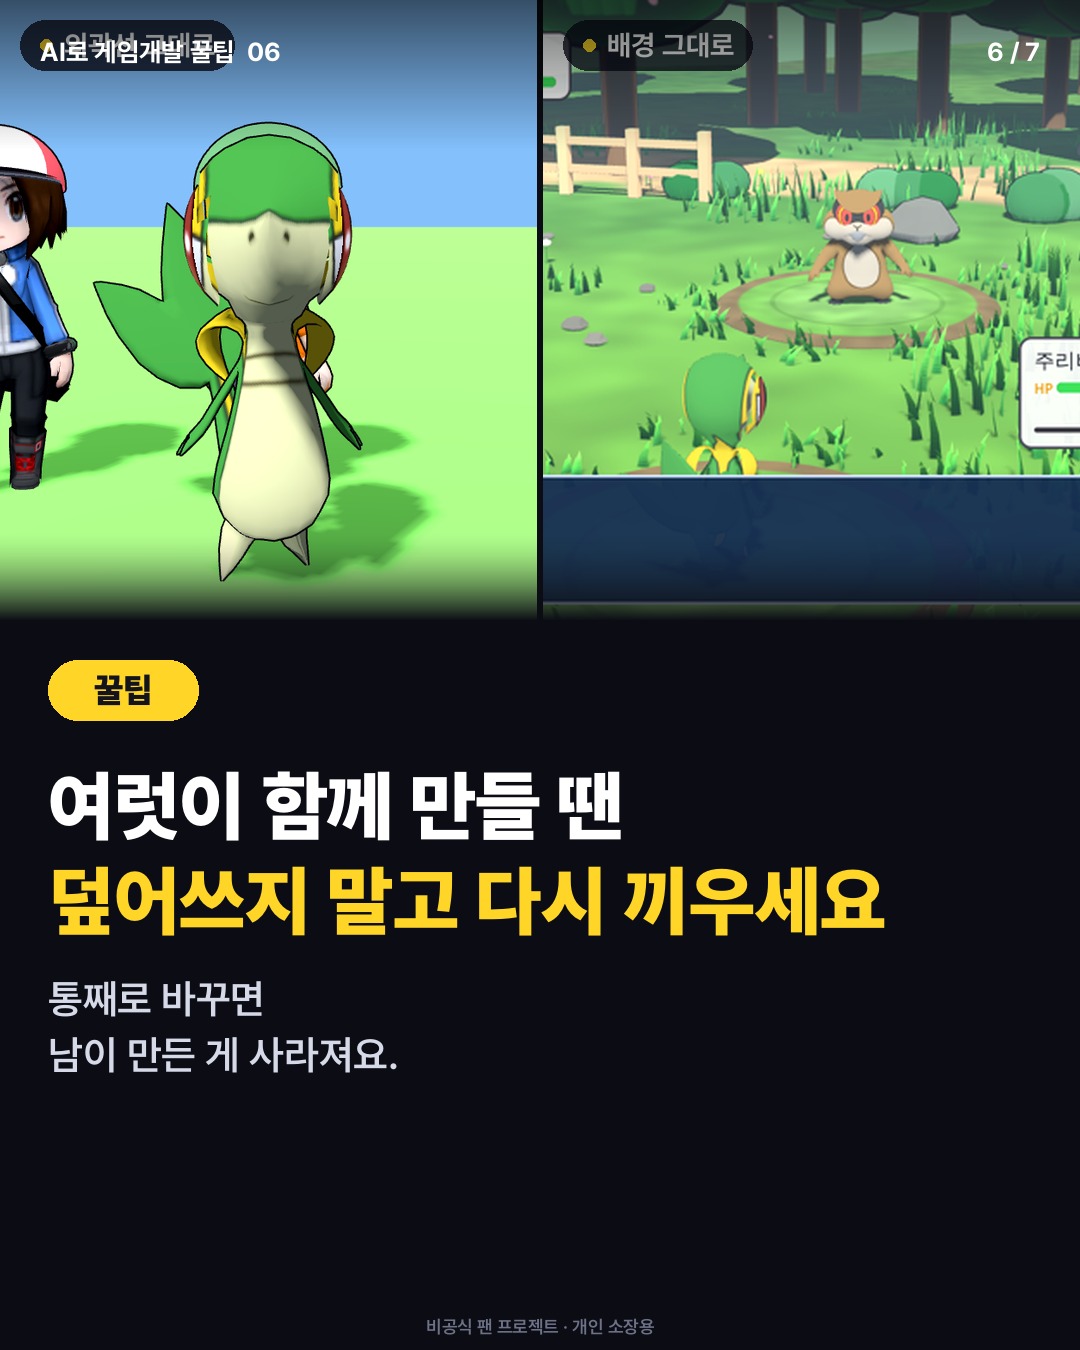 AI로 게임개발 꿀팁 06
배경 그대로
6 / 7
HP
꿀팁
여럿이 함께 만들 땐
덮어쓰지 말고 다시 끼우세요
통째로 바꾸면
남이 만든 게 사라져요.
비공식 팬 프로젝트 · 개인 소장용